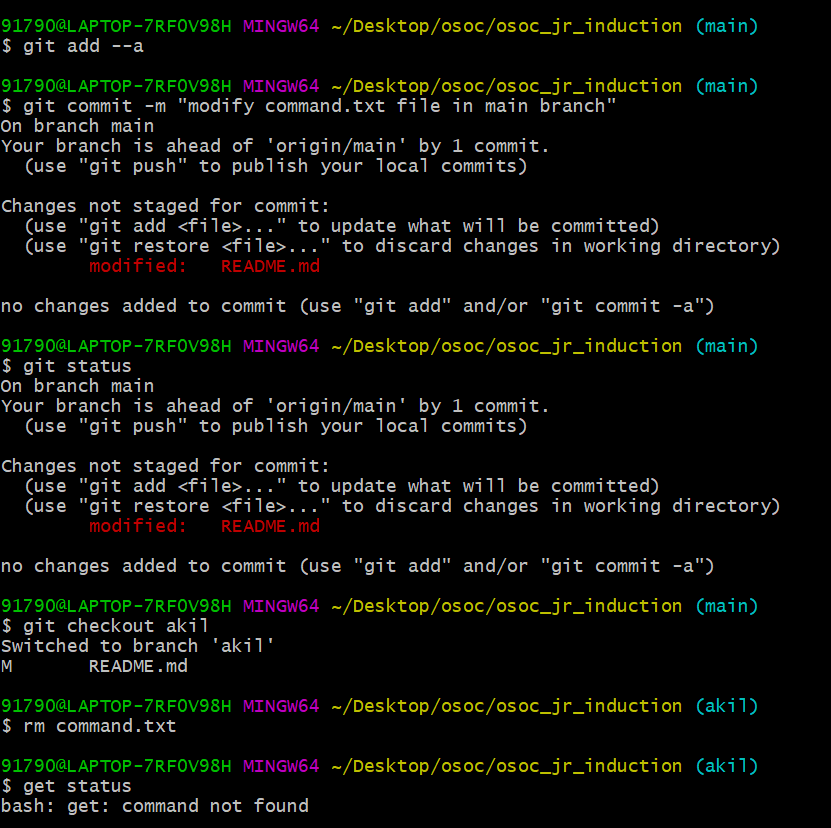 91790@LAPTOP-7RF0V98H MINGW64 ~/Desktop/osoc/osoc_jr_induction (main)
$ git add --a
91790@LAPTOP-7RF0V98H MINGW64 ~/Desktop/osoc/osoc_jr_induction (main)
$ git commit -m "modify command.txt file in main branch"
On branch main
Your branch is ahead of 'origin/main' by 1 commit.
  (use "git push" to publish your local commits)
Changes not staged for commit:
  (use "git add <file>..." to update what will be committed)
  (use "git restore <file>..." to discard changes in working directory)
        modified:   README.md
no changes added to commit (use "git add" and/or "git commit -a")
91790@LAPTOP-7RF0V98H MINGW64 ~/Desktop/osoc/osoc_jr_induction (main)
$ git status
On branch main
Your branch is ahead of 'origin/main' by 1 commit.
  (use "git push" to publish your local commits)
Changes not staged for commit:
  (use "git add <file>..." to update what will be committed)
  (use "git restore <file>..." to discard changes in working directory)
        modified:   README.md
no changes added to commit (use "git add" and/or "git commit -a")
91790@LAPTOP-7RF0V98H MINGW64 ~/Desktop/osoc/osoc_jr_induction (main)
$ git checkout akil
Switched to branch 'akil'
M       README.md
91790@LAPTOP-7RF0V98H MINGW64 ~/Desktop/osoc/osoc_jr_induction (akil)
$ rm command.txt
91790@LAPTOP-7RF0V98H MINGW64 ~/Desktop/osoc/osoc_jr_induction (akil)
$ get status
bash: get: command not found